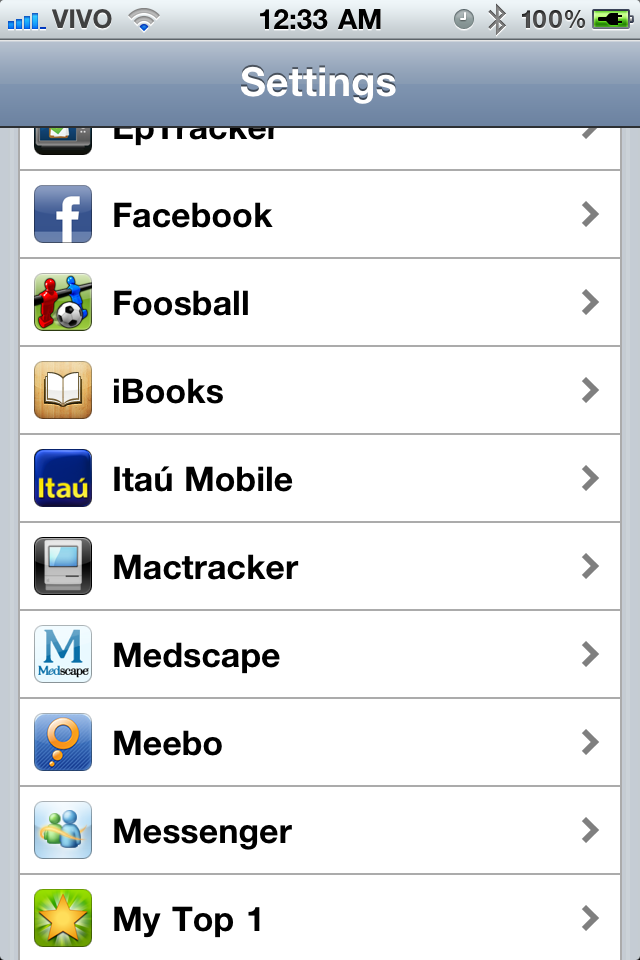 VIVO 12:33 AM 100%
Settings
EpTracker
Facebook
Foosball
iBooks
Itaú
Itaú Mobile
Mactracker
M
Medscape
Medscape
Meebo
Messenger
My Top 1